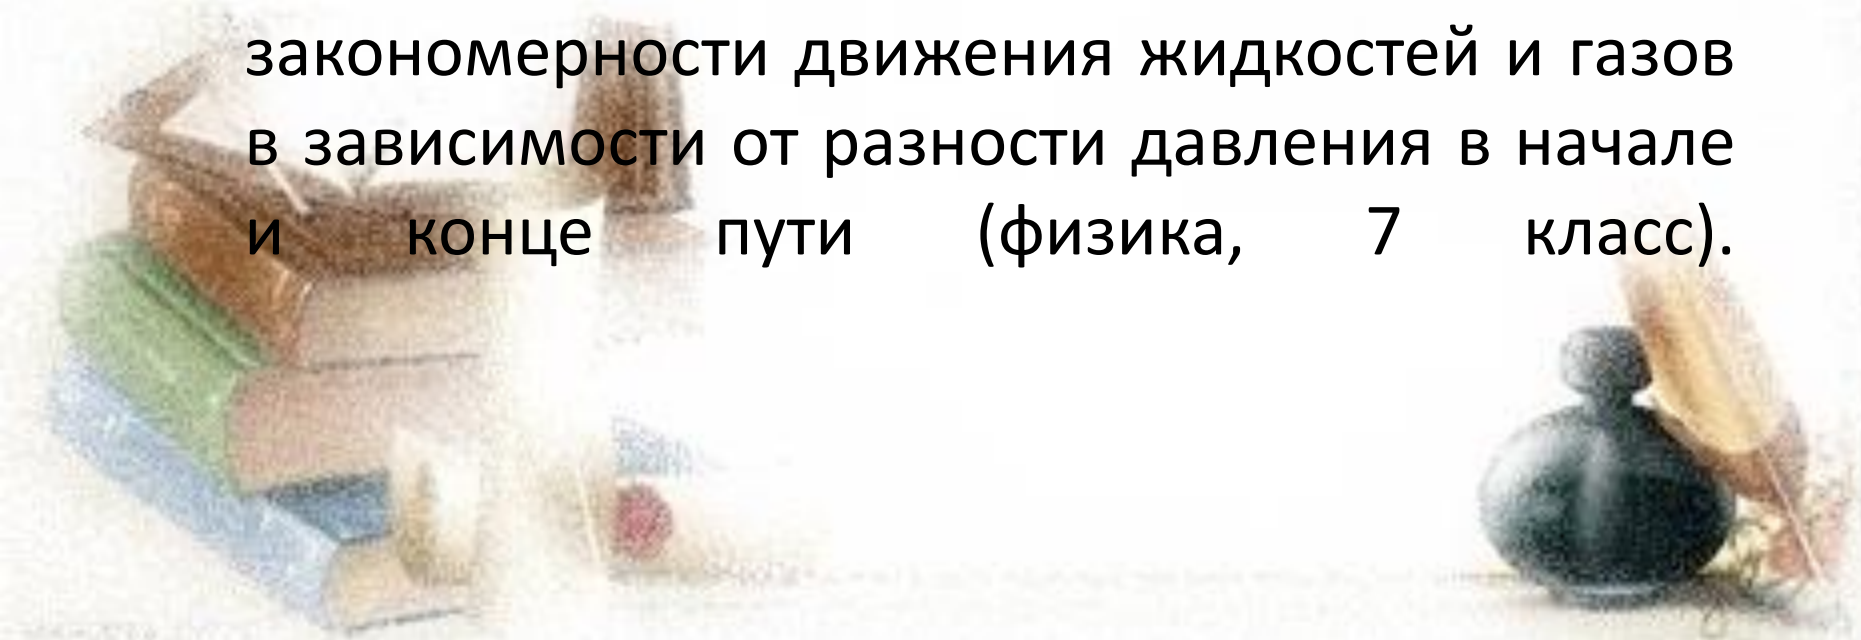 закономерности движения жидкостей и газов
в зависимости от разности давления в начале
и конце пути (физика, 7 класс).